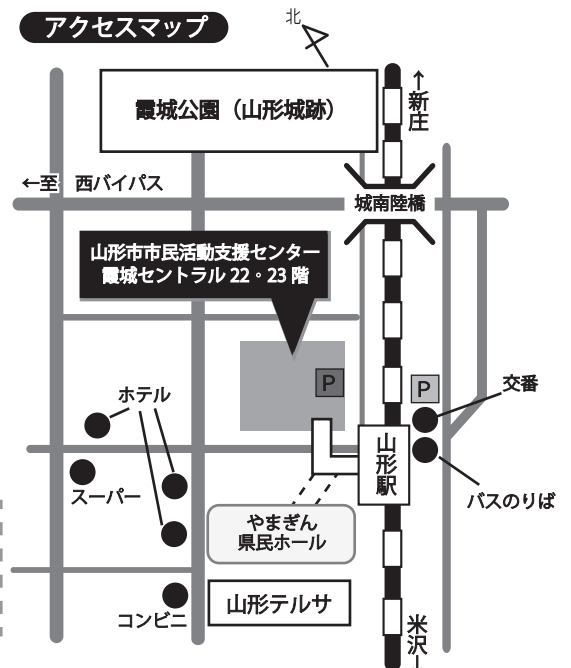 アクセスマップ
北
霞城公園（山形城跡）
↑新庄
←至　西バイパス
城南陸橋
山形市市民活動支援センター
霞城セントラル 22・23 階
P
P
交番
ホテル
山形駅
スーパー
バスのりば
やまぎん
県民ホール
山形テルサ
コンビニ
米沢↓